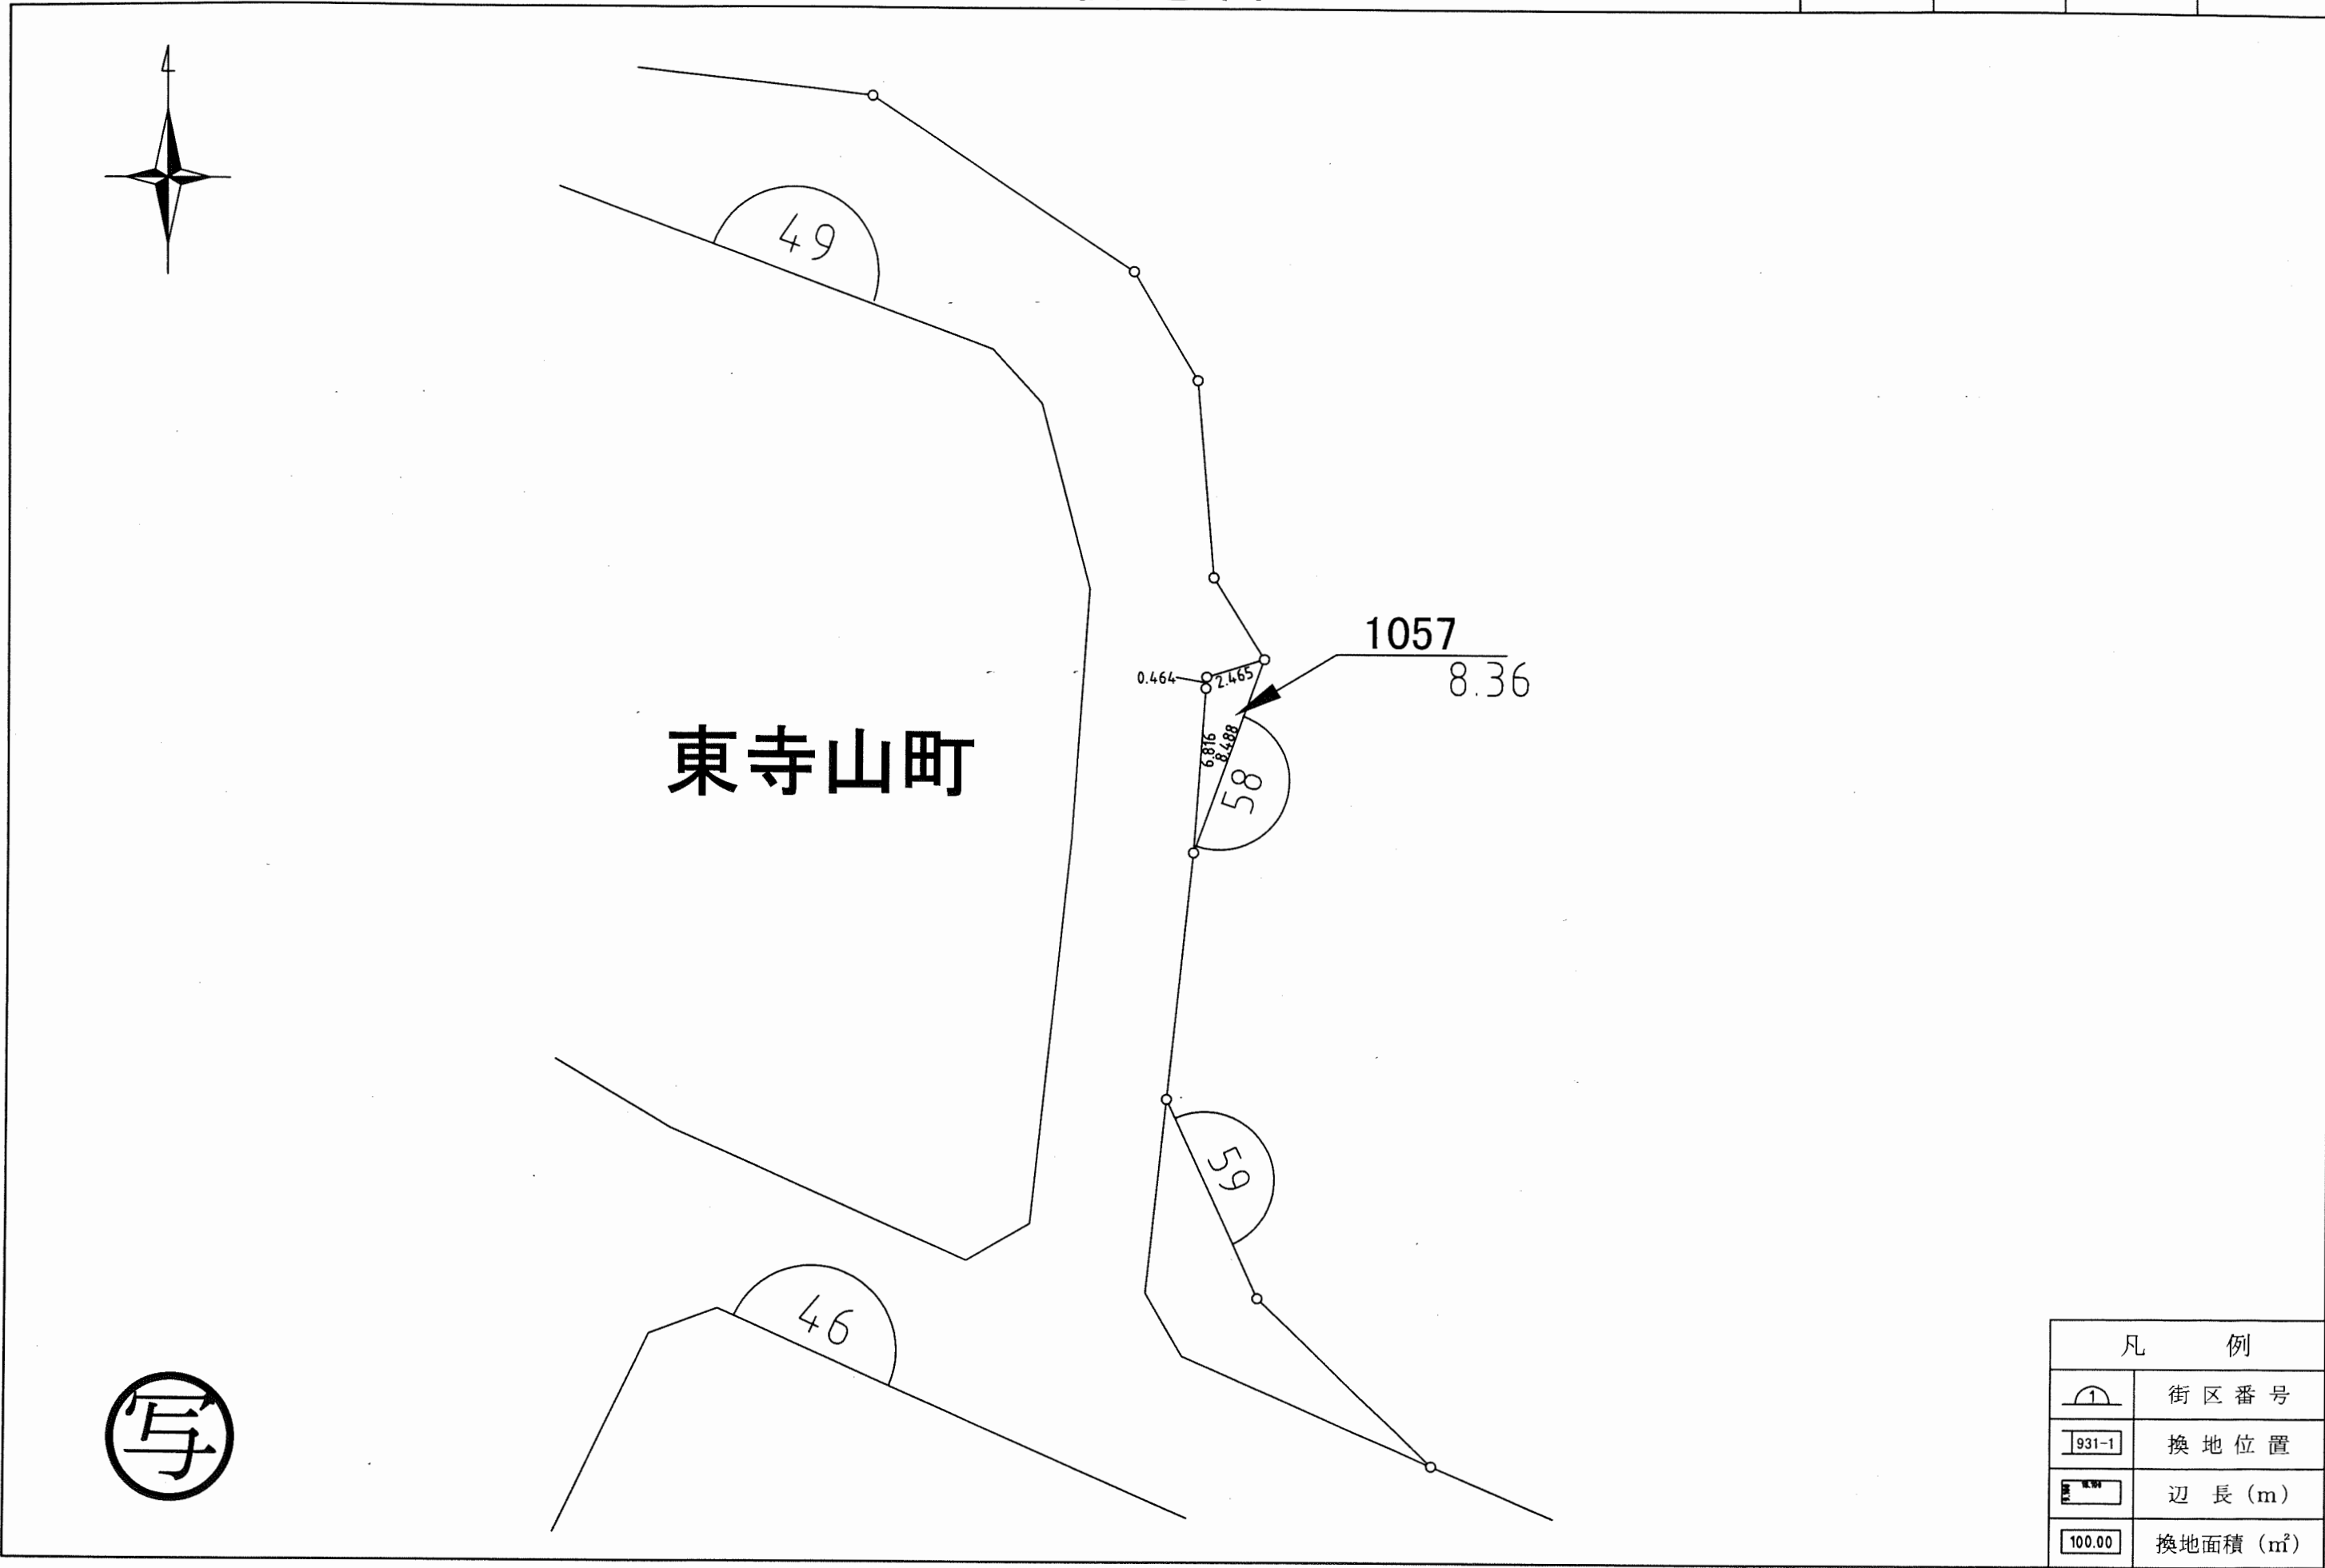 49
1057
8.36
0.464
2.465
6.816
8.488
58
東寺山町
59
46
写
凡 例
1 街区番号
931-1 換地位置
辺 長 (m)
100.00 換地面積 (㎡)